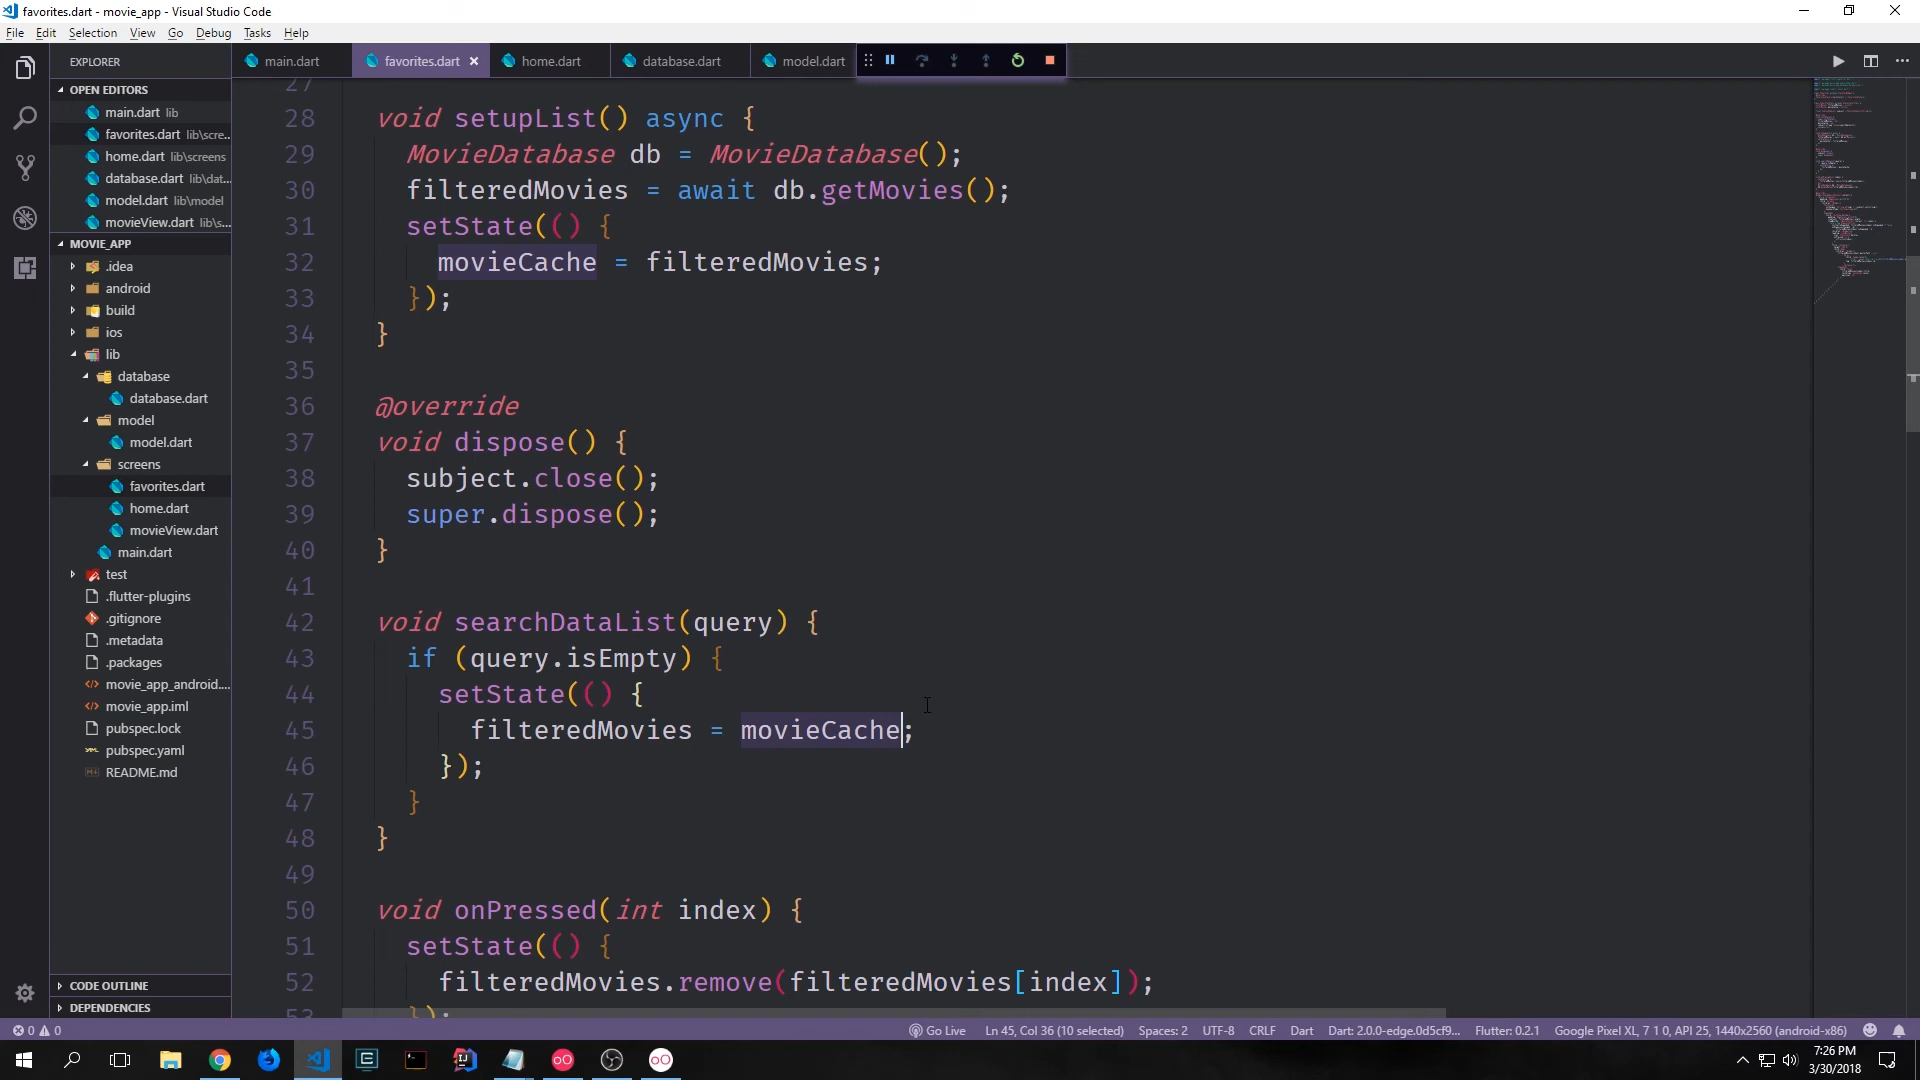 favorites.dart - movie_app - Visual Studio Code
File Edit Selection View Go Debug Tasks Help
EXPLORER
main.dart favorites.dart home.dart database.dart model.dart
OPEN EDITORS
main.dart lib
favorites.dart lib\scre...
home.dart lib\screens
database.dart lib\dat...
model.dart lib\model
movieView.dart lib\s...
MOVIE_APP
.idea
android
build
ios
lib
database
database.dart
model
model.dart
screens
favorites.dart
home.dart
movieView.dart
main.dart
test
.flutter-plugins
.gitignore
.metadata
.packages
movie_app_android....
movie_app.iml
pubspec.lock
pubspec.yaml
README.md
CODE OUTLINE
DEPENDENCIES
27
28 void setupList() async {
29 MovieDatabase db = MovieDatabase();
30 filteredMovies = await db.getMovies();
31 setState(() {
32 movieCache = filteredMovies;
33 });
34 }
35
36 @override
37 void dispose() {
38 subject.close();
39 super.dispose();
40 }
41
42 void searchDataList(query) {
43 if (query.isEmpty) {
44 setState(() {
45 filteredMovies = movieCache;
46 });
47 }
48 }
49
50 void onPressed(int index) {
51 setState(() {
52 filteredMovies.remove(filteredMovies[index]);
53 });
0 0 Go Live Ln 45, Col 36 (10 selected) Spaces: 2 UTF-8 CRLF Dart Dart: 2.0.0-edge.0d5cf9... Flutter: 0.2.1 Google Pixel XL, 7 1 0, API 25, 1440x2560 (android-x86)
7:26 PM
3/30/2018